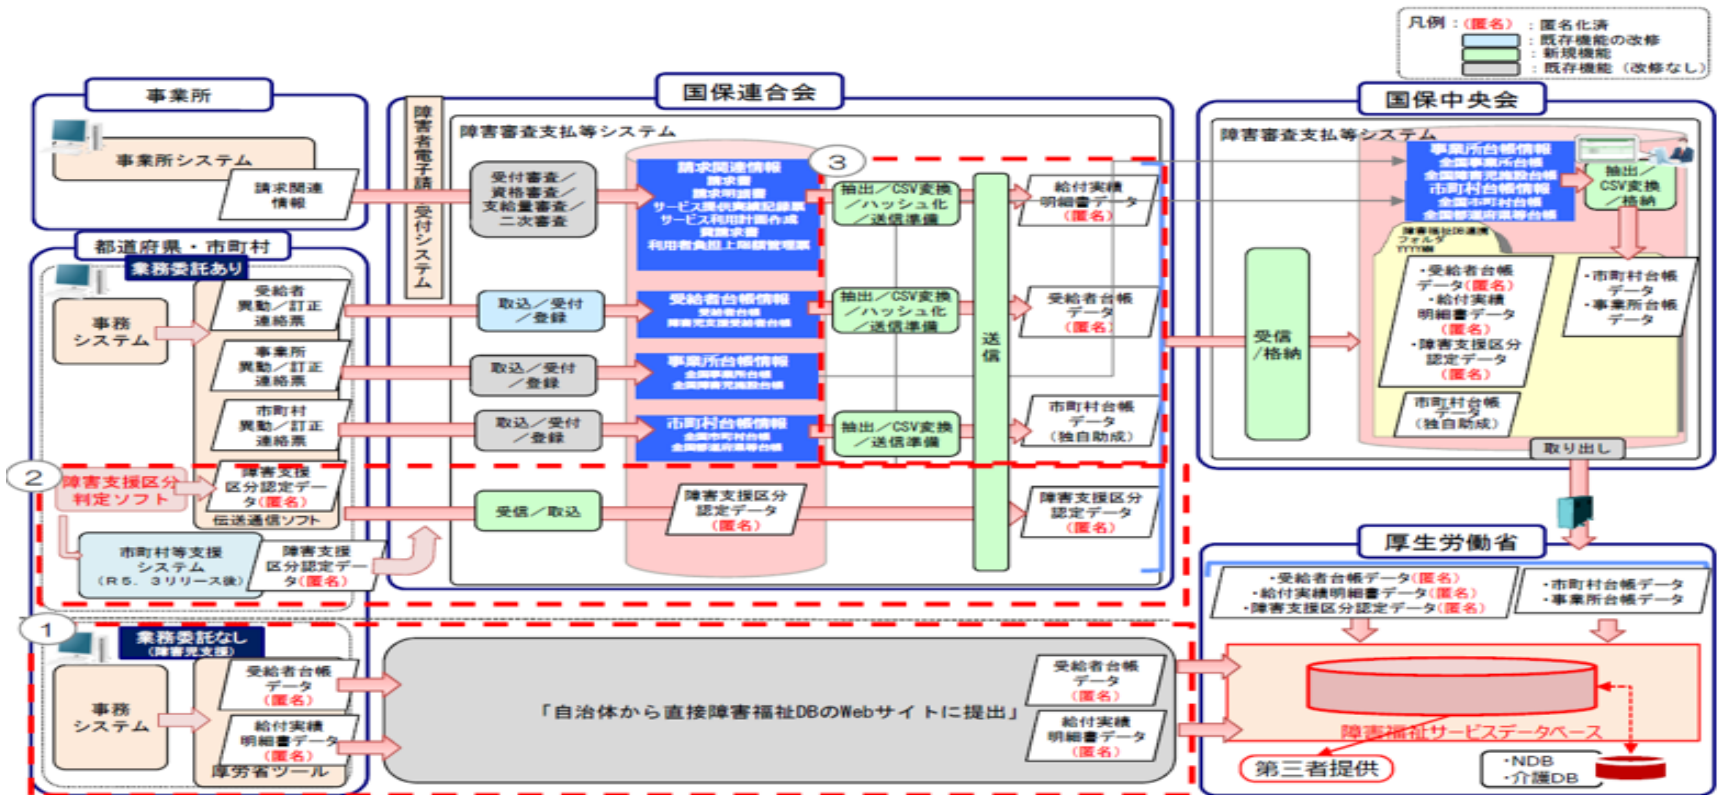 凡例：(匿名)：匿名化済
：既存機能の改修
：新規機能
：既存機能（改修なし）
事業所
事業所システム
請求関連
情報
都道府県・市町村
業務委託あり
事務
システム
受給者
異動／訂正
連絡票
事業所
異動／訂正
連絡票
市町村
異動／訂正
連絡票
②
障害支援区分
判定ソフト
障害支援
区分認定デー
タ(匿名)
伝送通信ソフト
市町村等支援
システム
（R５．３リリース後）
障害支援
区分認定デー
タ(匿名)
①
業務委託なし
(障害児支援)
事務
システム
受給者台帳
データ
(匿名)
給付実績
明細書データ
(匿名)
厚労省ツール
国保連合会
障害者電子請求受付システム
障害審査支払等システム
受付審査／
資格審査／
支給量審査／
二次審査
請求関連情報
請求書
請求明細書
サービス提供実績記録票
サービス利用計画作成
費請求書
利用者負担上限額管理票
③
抽出／CSV変換
／ハッシュ化
／送信準備
給付実績
明細書データ
(匿名)
取込／受付
／登録
受給者台帳情報
受給者台帳
障害児支援受給者台帳
抽出／CSV変換
／ハッシュ化
／送信準備
受給者台帳
データ
(匿名)
取込／受付
／登録
事業所台帳情報
全国事業所台帳
全国障害児施設台帳
送信
取込／受付
／登録
市町村台帳情報
全国市町村台帳
全国都道府県等台帳
抽出／CSV変換
／送信準備
市町村台帳
データ
(独自助成)
受信／取込
障害支援区分
認定データ
(匿名)
障害支援区分
認定データ
(匿名)
「自治体から直接障害福祉DBのWebサイトに提出」
受給者台帳
データ
(匿名)
給付実績
明細書データ
(匿名)
国保中央会
障害審査支払等システム
事業所台帳情報
全国事業所台帳
全国障害児施設台帳
市町村台帳情報
全国市町村台帳
全国都道府県等台帳
抽出／
CSV変換
／格納
受信
/格納
障害福祉DB連携
フォルダ
・受給者台帳
データ(匿名)
・給付実績
明細書データ
(匿名)
・障害支援区分
認定データ
(匿名)
・市町村台帳
データ
・事業所台帳
データ
市町村台帳
データ
(独自助成)
取り出し
厚生労働省
・受給者台帳データ(匿名)
・給付実績明細書データ(匿名)
・障害支援区分認定データ(匿名)
・市町村台帳データ
・事業所台帳データ
障害福祉サービスデータベース
第三者提供
・NDB
・介護DB